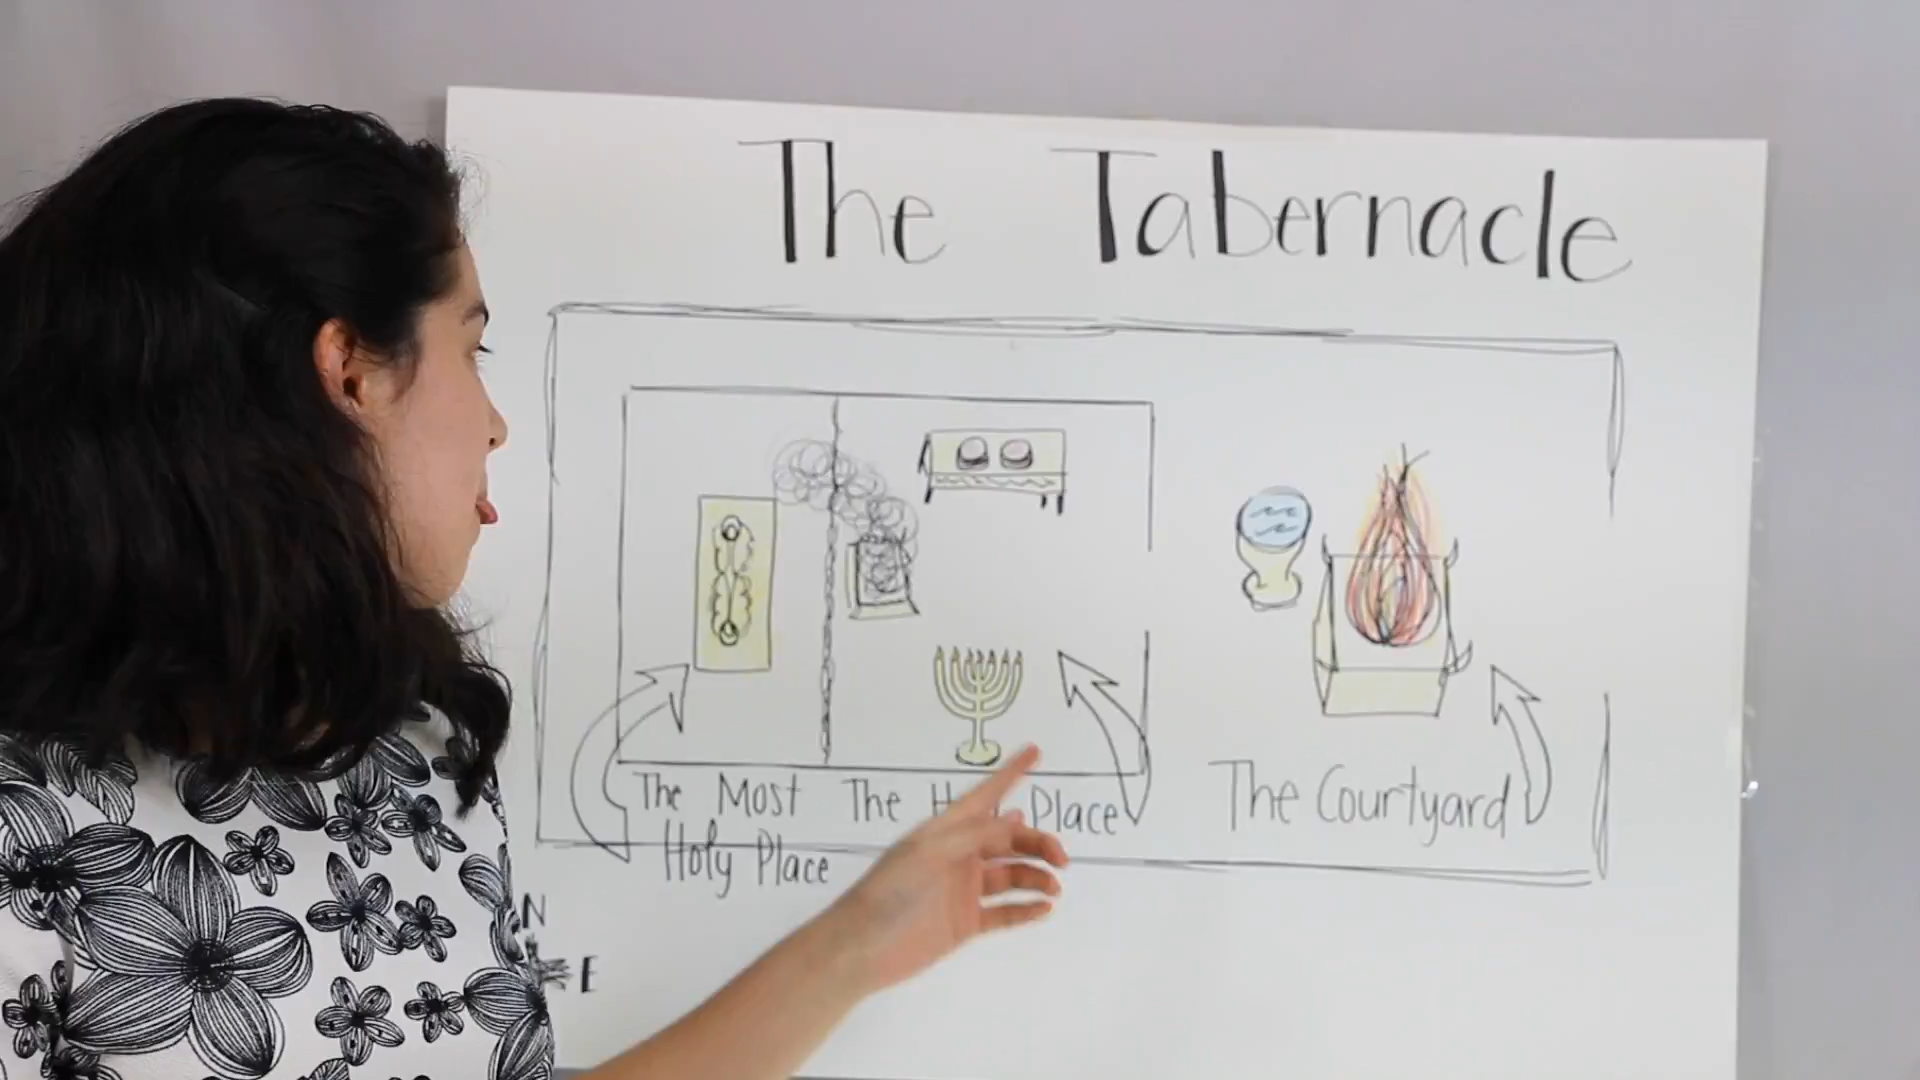 The Tabernacle
The Most
Holy Place
The Place
The Courtyard
N
E